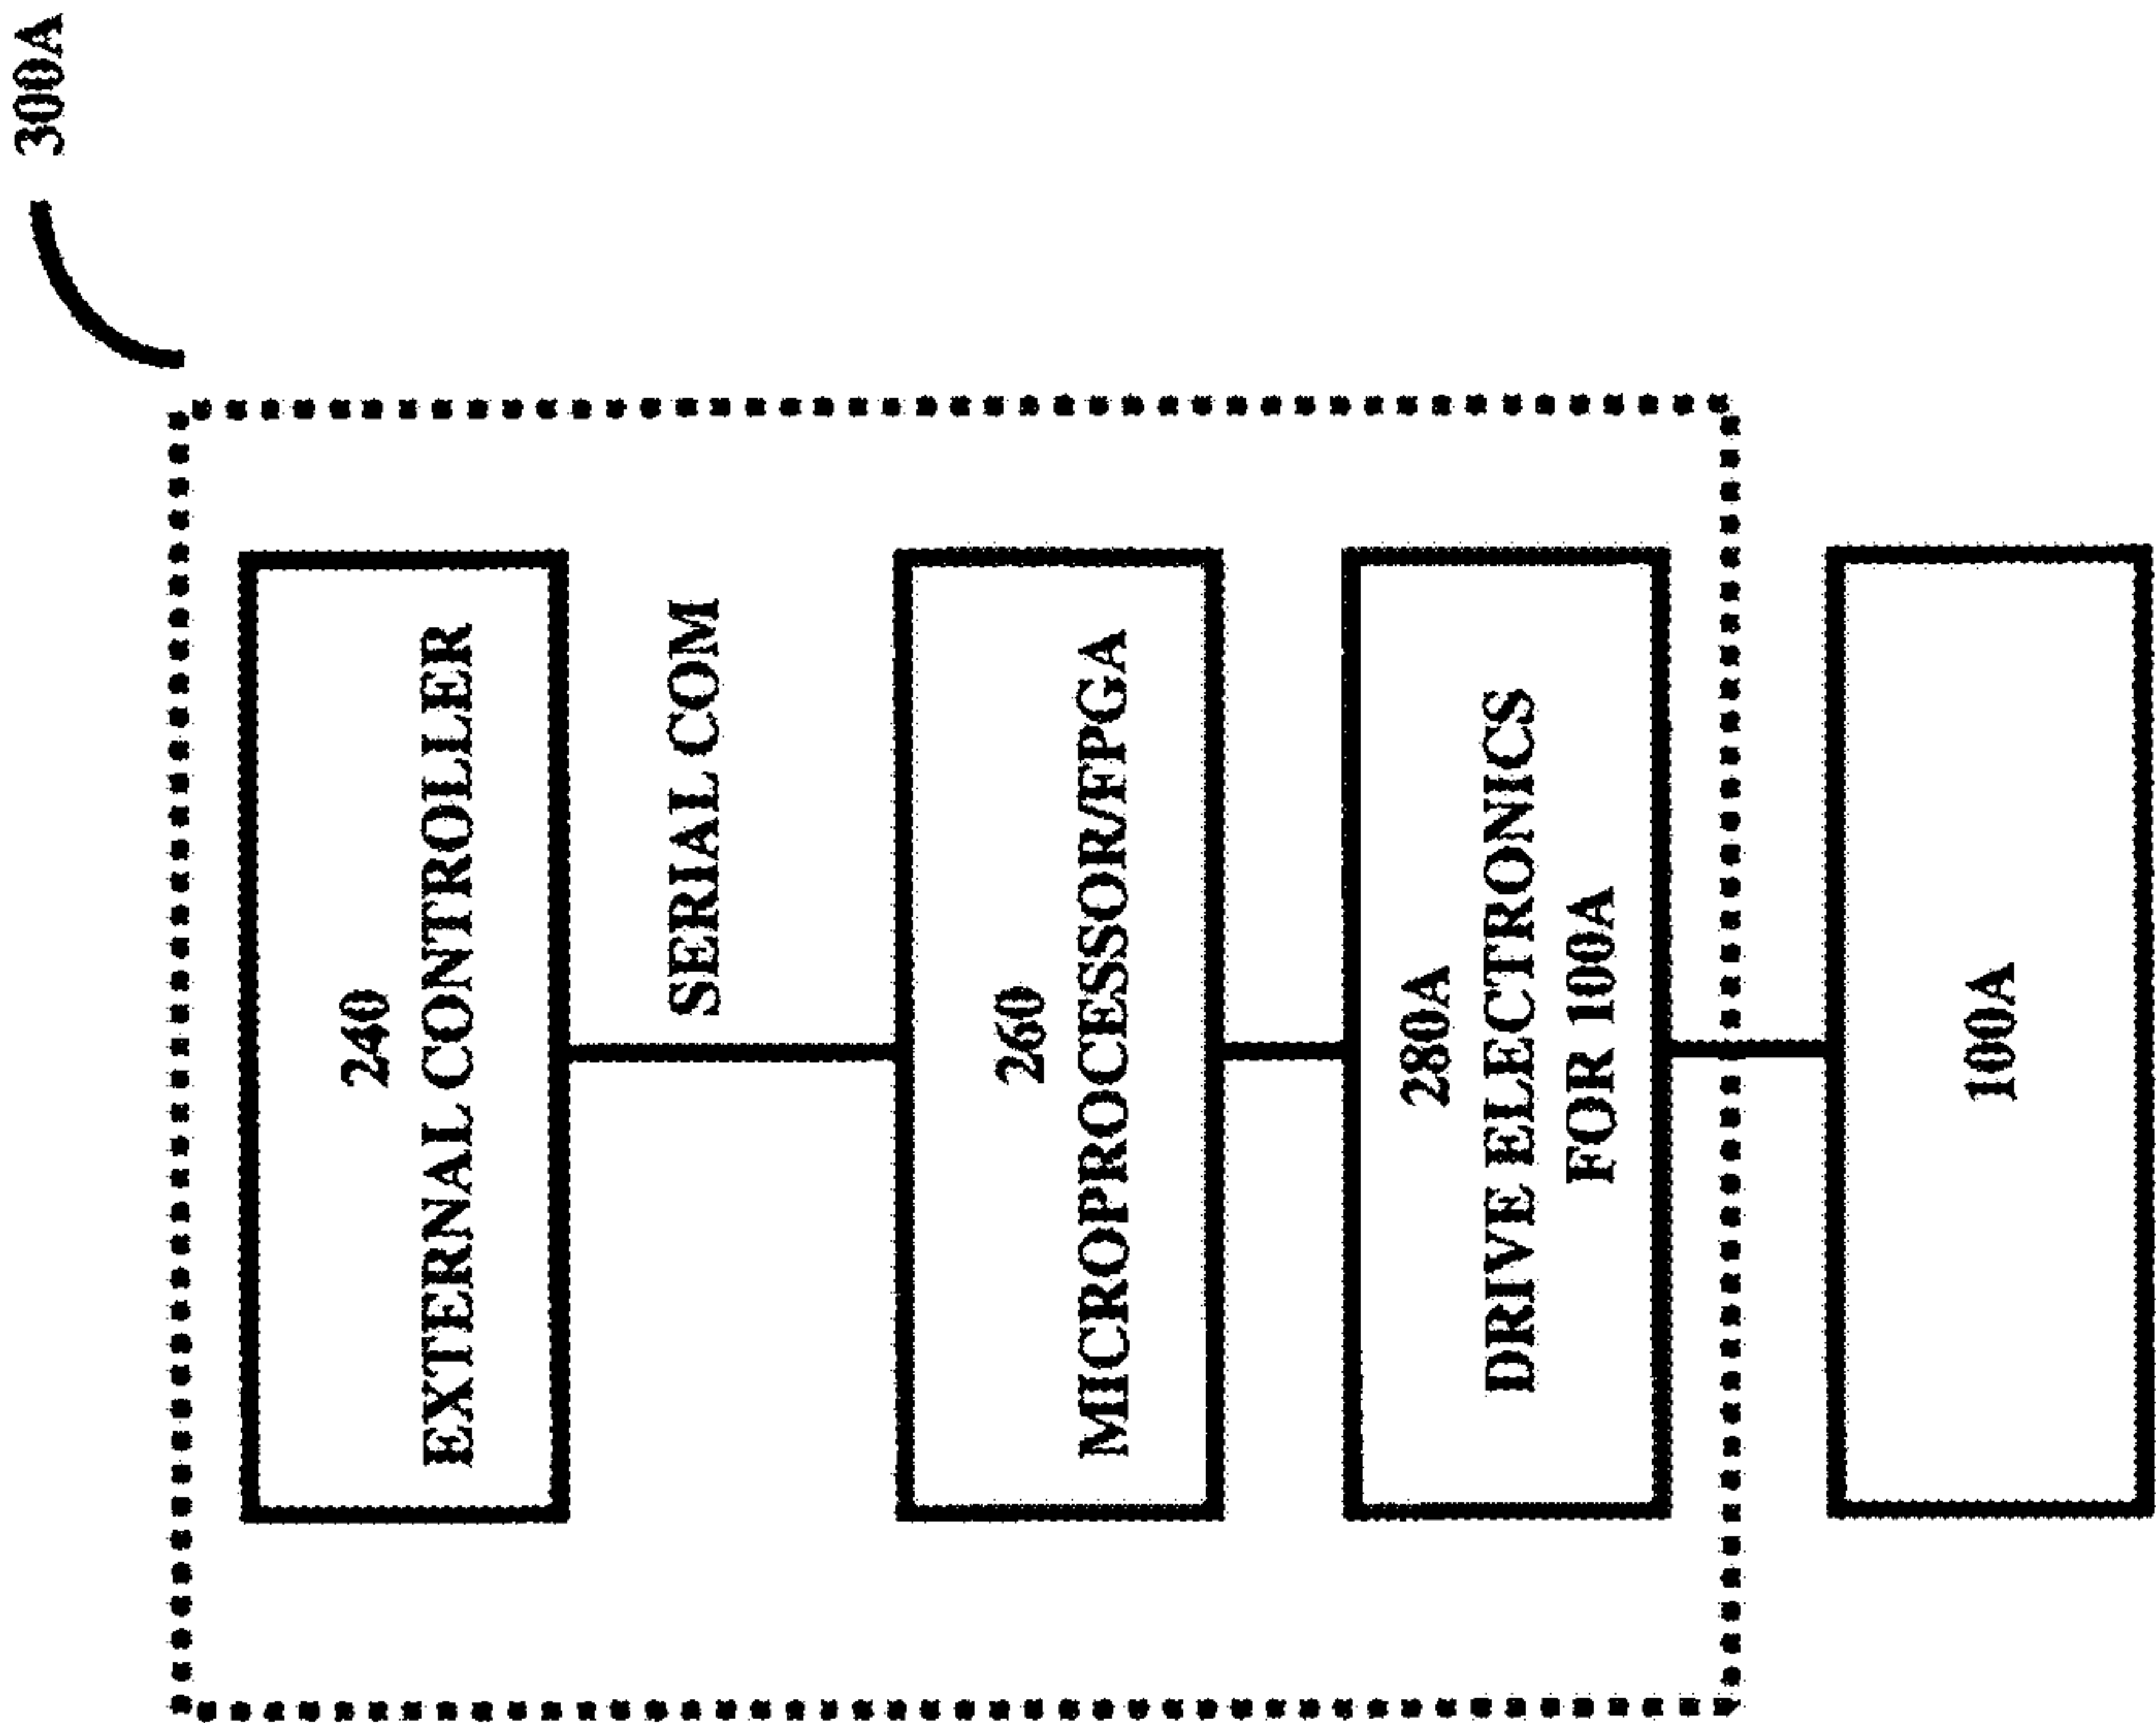 300A
240
EXTERNAL CONTROLLER
SERIAL COM
260
MICROPROCESSOR/FPGA
280A
DRIVE ELECTRONICS
FOR 100A
100A